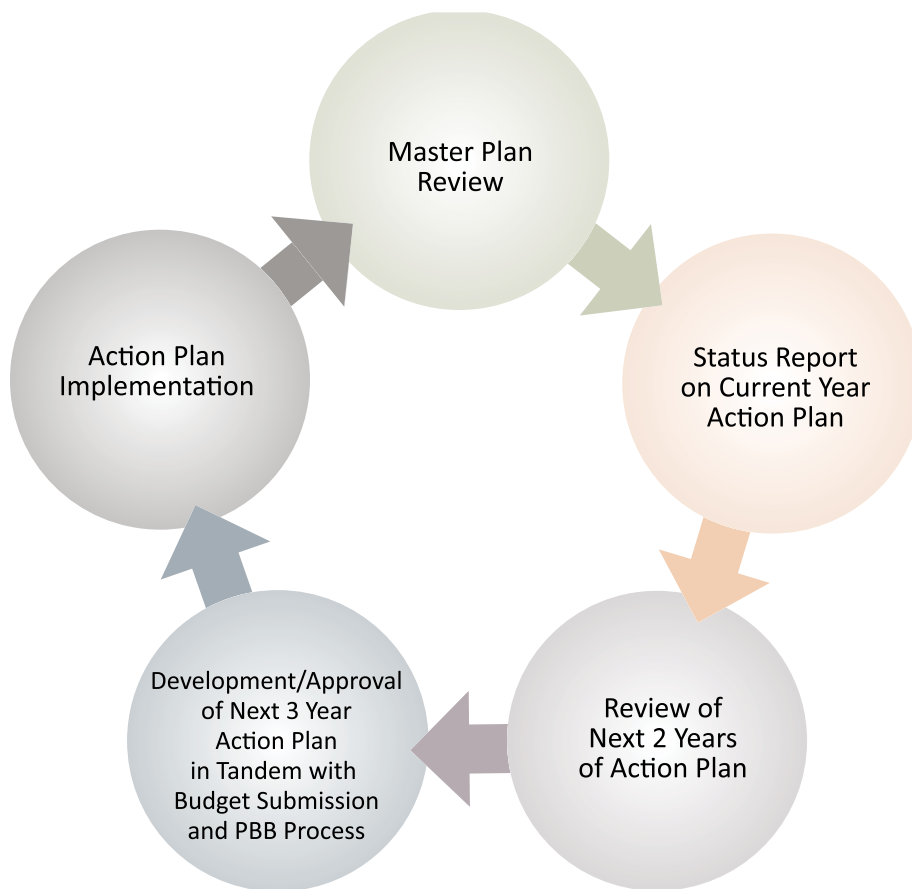 Master Plan
Review
Status Report
on Current Year
Action Plan
Review of
Next 2 Years
of Action Plan
Development/Approval
of Next 3 Year
Action Plan
in Tandem with
Budget Submission
and PBB Process
Action Plan
Implementation